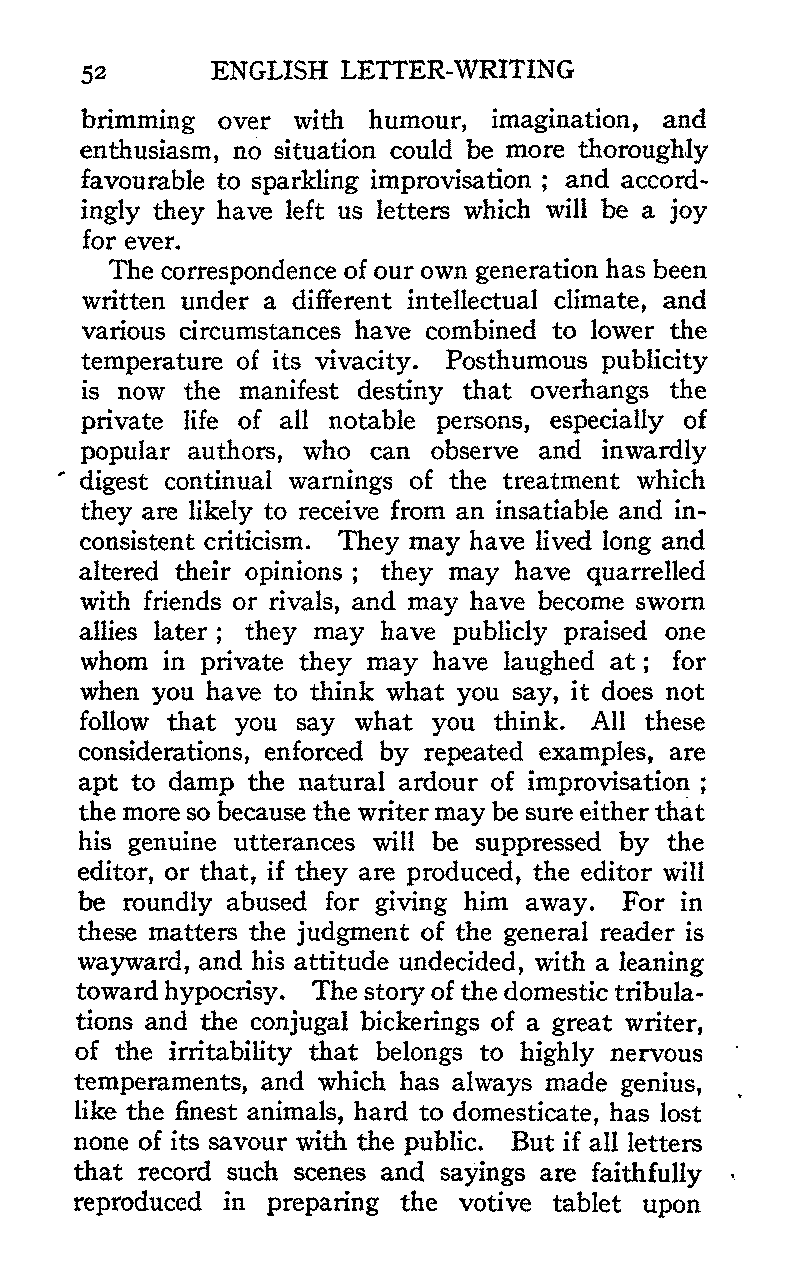 52 ENGLISH LETTER-WRITING
brimming over with humour, imagination, and
enthusiasm, no situation could be more thoroughly
favourable to sparkling improvisation ; and accord-
ingly they have left us letters which will be a joy
for ever.
The correspondence of our own generation has been
written under a different intellectual climate, and
various circumstances have combined to lower the
temperature of its vivacity. Posthumous publicity
is now the manifest destiny that overhangs the
private life of all notable persons, especially of
popular authors, who can observe and inwardly
digest continual warnings of the treatment which
they are likely to receive from an insatiable and in-
consistent criticism. They may have lived long and
altered their opinions ; they may have quarrelled
with friends or rivals, and may have become sworn
allies later ; they may have publicly praised one
whom in private they may have laughed at ; for
when you have to think what you say, it does not
follow that you say what you think. All these
considerations, enforced by repeated examples, are
apt to damp the natural ardour of improvisation ;
the more so because the writer may be sure either that
his genuine utterances will be suppressed by the
editor, or that, if they are produced, the editor will
be roundly abused for giving him away. For in
these matters the judgment of the general reader is
wayward, and his attitude undecided, with a leaning
toward hypocrisy. The story of the domestic tribula-
tions and the conjugal bickerings of a great writer,
of the irritability that belongs to highly nervous
temperaments, and which has always made genius,
like the finest animals, hard to domesticate, has lost
none of its savour with the public. But if all letters
that record such scenes and sayings are faithfully
reproduced in preparing the votive tablet upon